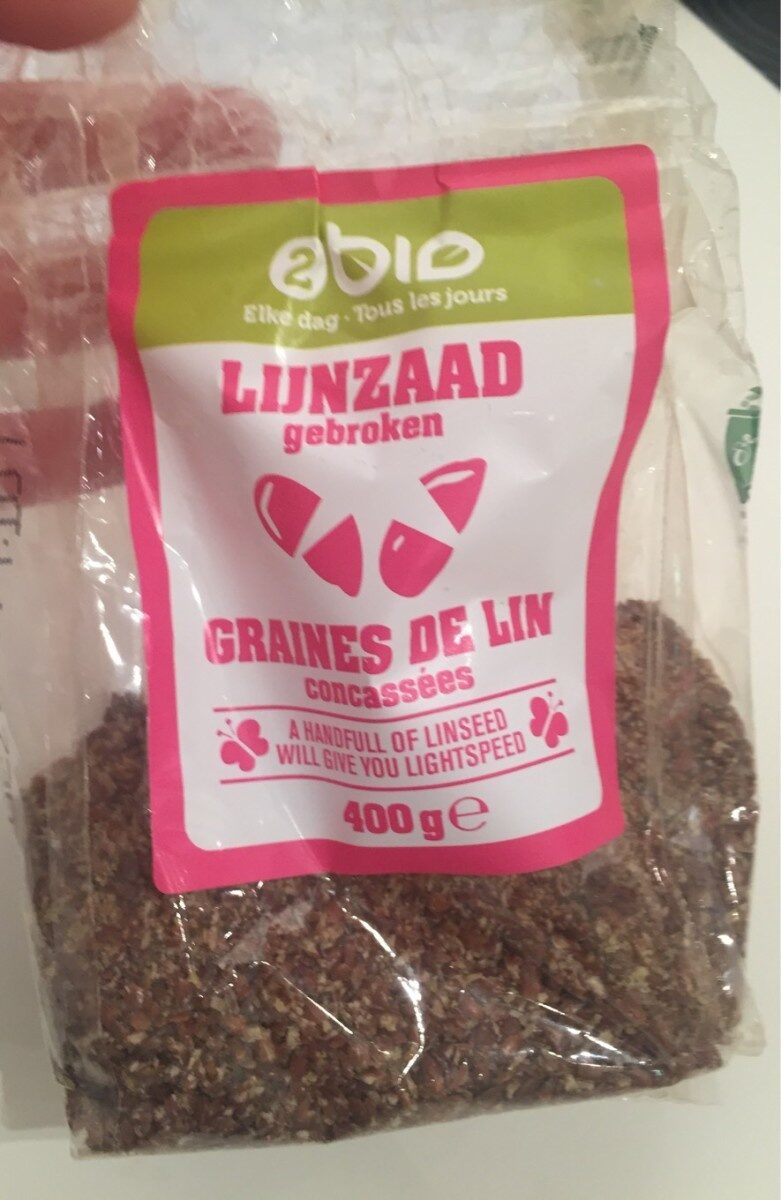 2bio
Elke dag · Tous les jours
LIJNZAAD
gebroken
GRAINES DE LIN
concassées
A HANDFULL OF LINSEED
WILL GIVE YOU LIGHTSPEED
400 g ℮